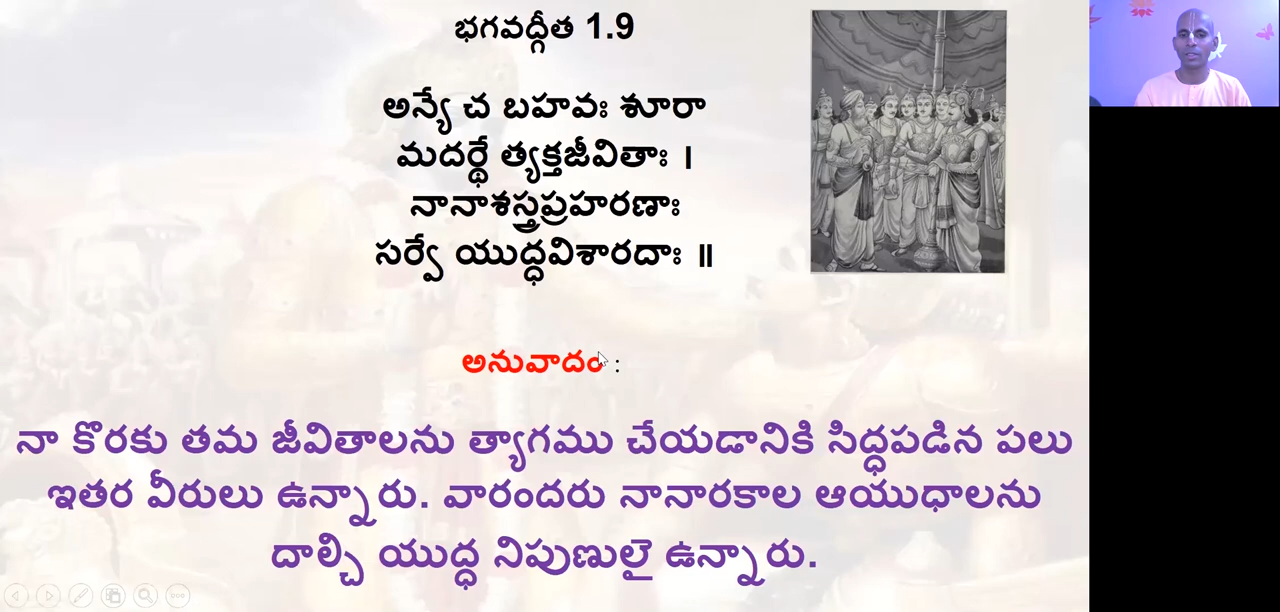 భగవద్గీత 1.9
అన్యే చ బహవః శూరా
మదర్థే త్యక్తజీవితాః ।
నానాశస్త్రప్రహరణాః
సర్వే యుద్ధవిశారదాః ॥
అనువాదం :
నా కొరకు తమ జీవితాలను త్యాగము చేయడానికి సిద్ధపడిన పలు
ఇతర వీరులు ఉన్నారు. వారందరు నానారకాల ఆయుధాలను
దాల్చి యుద్ధ నిపుణులై ఉన్నారు.